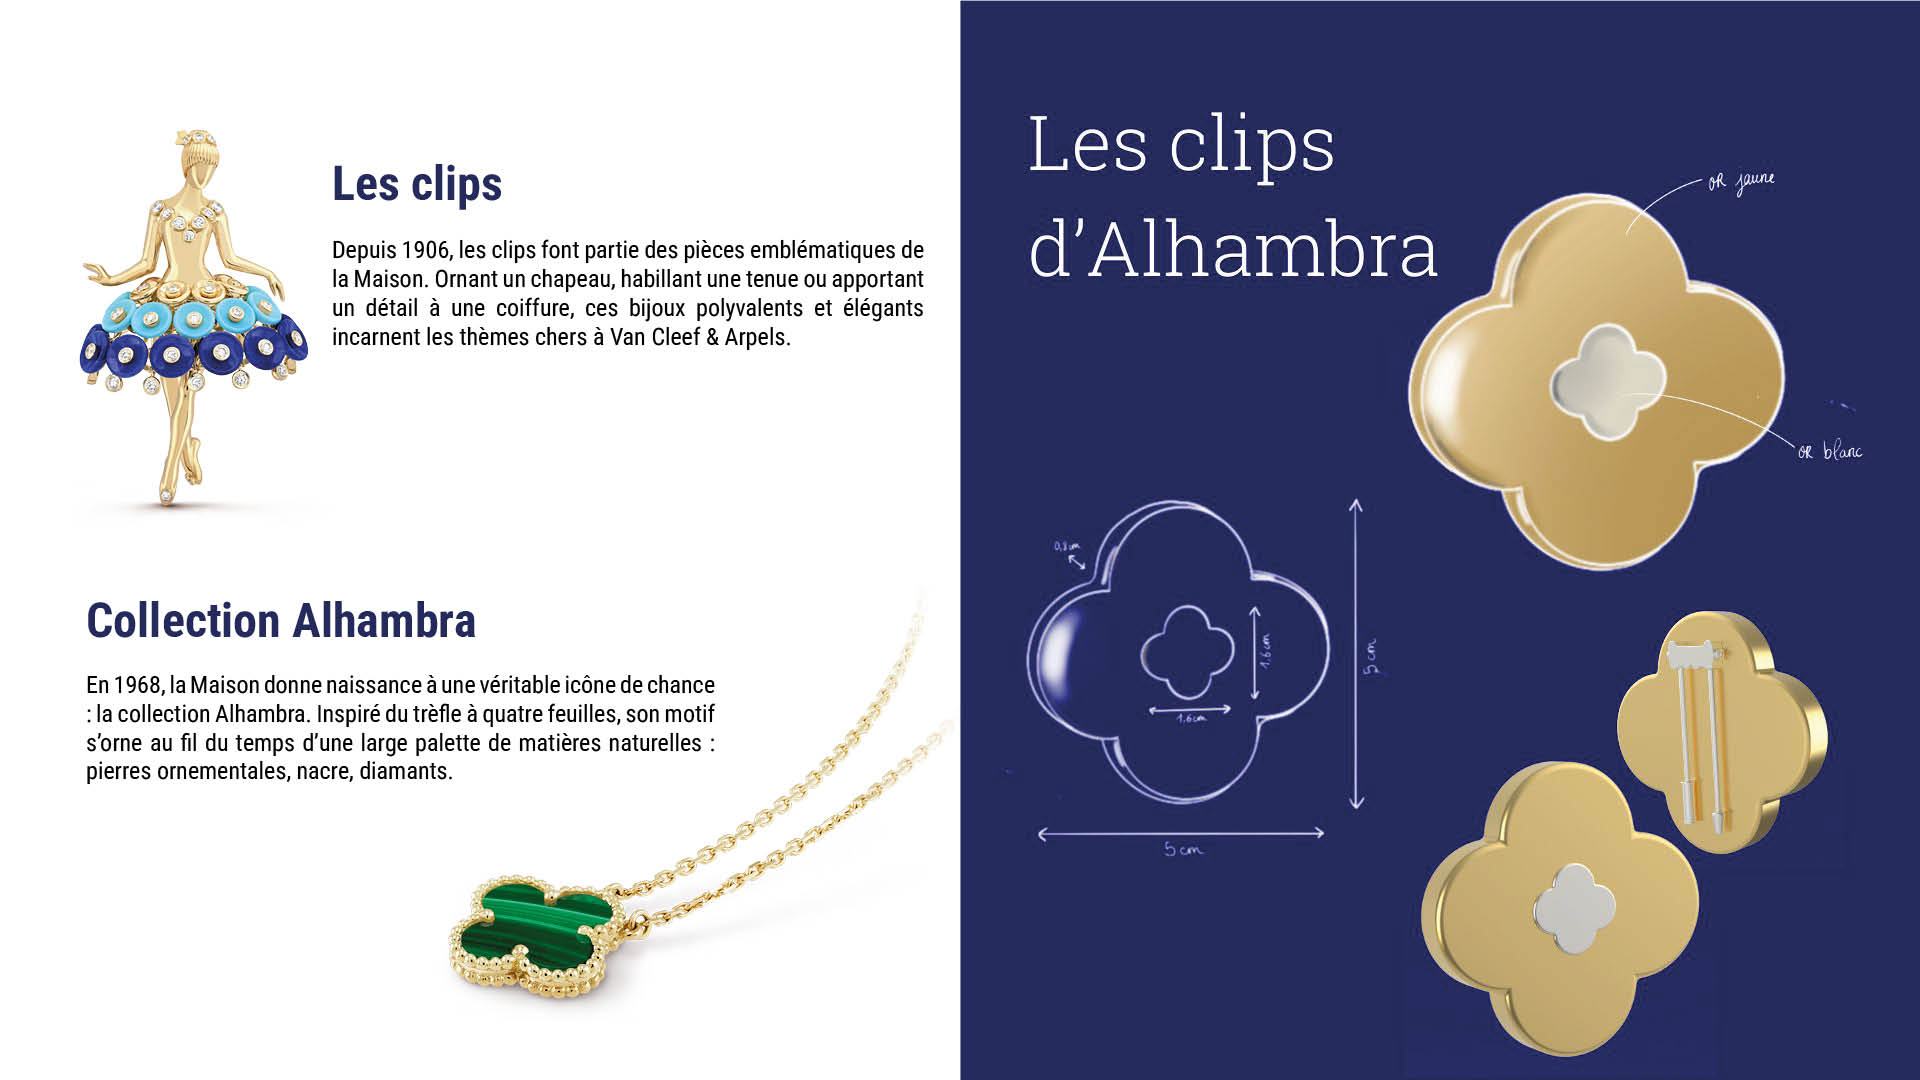 Les clips
Depuis 1906, les clips font partie des pièces emblématiques de
la Maison. Ornant un chapeau, habillant une tenue ou apportant
un détail à une coiffure, ces bijoux polyvalents et élégants
incarnent les thèmes chers à Van Cleef & Arpels.
Collection Alhambra
En 1968, la Maison donne naissance à une véritable icône de chance
: la collection Alhambra. Inspiré du trèfle à quatre feuilles, son motif
s’orne au fil du temps d’une large palette de matières naturelles :
pierres ornementales, nacre, diamants.
Les clips
d’Alhambra
OR jaune
OR blanc
0,8cm
1.6cm
1.6cm
5cm
5cm